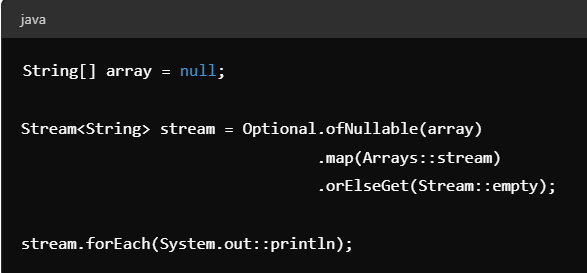 java
String[] array = null;
Stream<String> stream = Optional.ofNullable(array)
.map(Arrays::stream)
.orElseGet(Stream::empty);
stream.forEach(System.out::println);